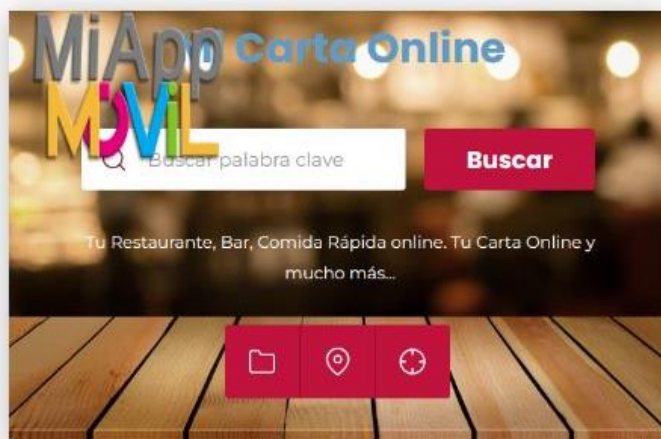 MiApp
MOViL
Carta Online
Buscar palabra clave
Buscar
Tu Restaurante, Bar, Comida Rápida online. Tu Carta Online y
mucho más...